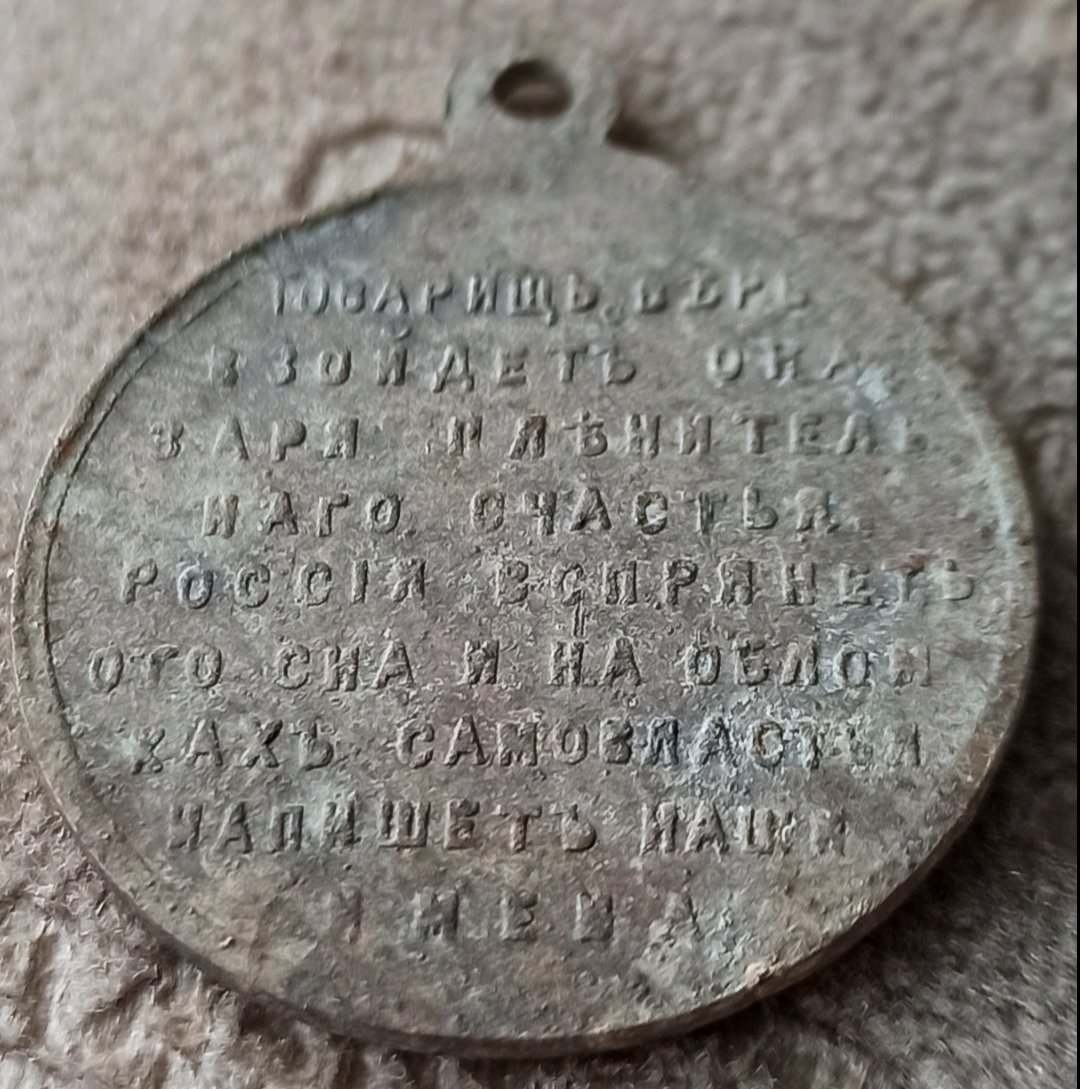 ТОВАРИЩЪ, ВѢРЬ
ВЗОЙДЕТЪ ОНА,
ЗАРЯ ПЛѢНИТЕЛЬ
НАГО СЧАСТЬЯ,
РОССІЯ ВСПРЯНЕТЪ
ОТО СНА И НА ОБЛОМ
КАХЪ САМОВЛАСТЬЯ
НАПИШЕТЪ НАШИ
ИМЕНА